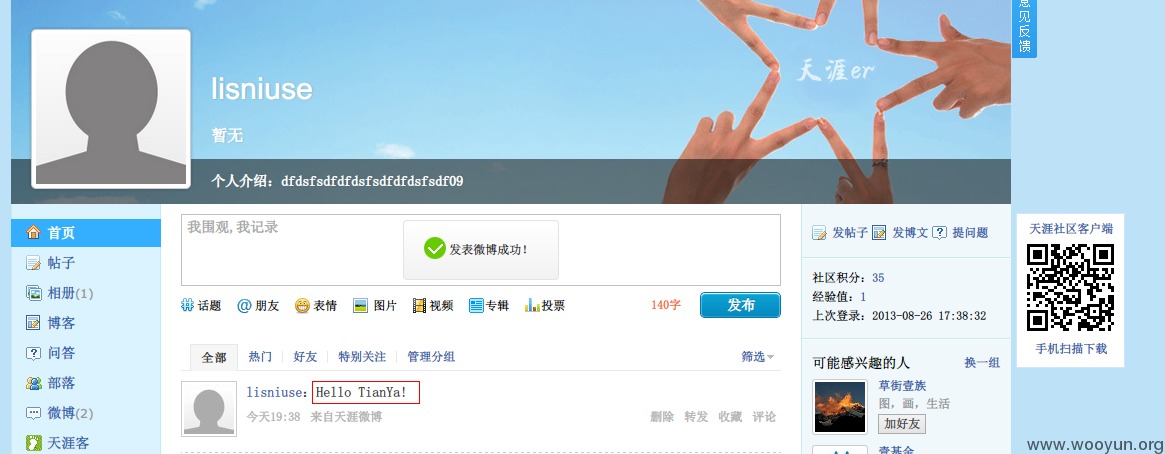 意见反馈
天涯er
lisniuse
暂无
个人介绍: dfdsfsdfdfdsfsdfdfdsfsdf09
首页
帖子
相册(1)
博客
问答
部落
微博(2)
天涯客
我围观,我记录
发表微博成功!
话题 @朋友 表情 图片 视频 专辑 投票 140字 发布
全部 热门 好友 特别关注 管理分组 筛选
lisniuse: Hello TianYa!
今天19:38 来自天涯微博 删除 转发 收藏 评论
发帖子 发博文 提问题
社区积分: 35
经验值: 1
上次登录: 2013-08-26 17:38:32
可能感兴趣的人 换一组
草街壹族
图, 画, 生活
加好友
壹基金
天涯社区客户端
手机扫描下载
www.wooyun.org